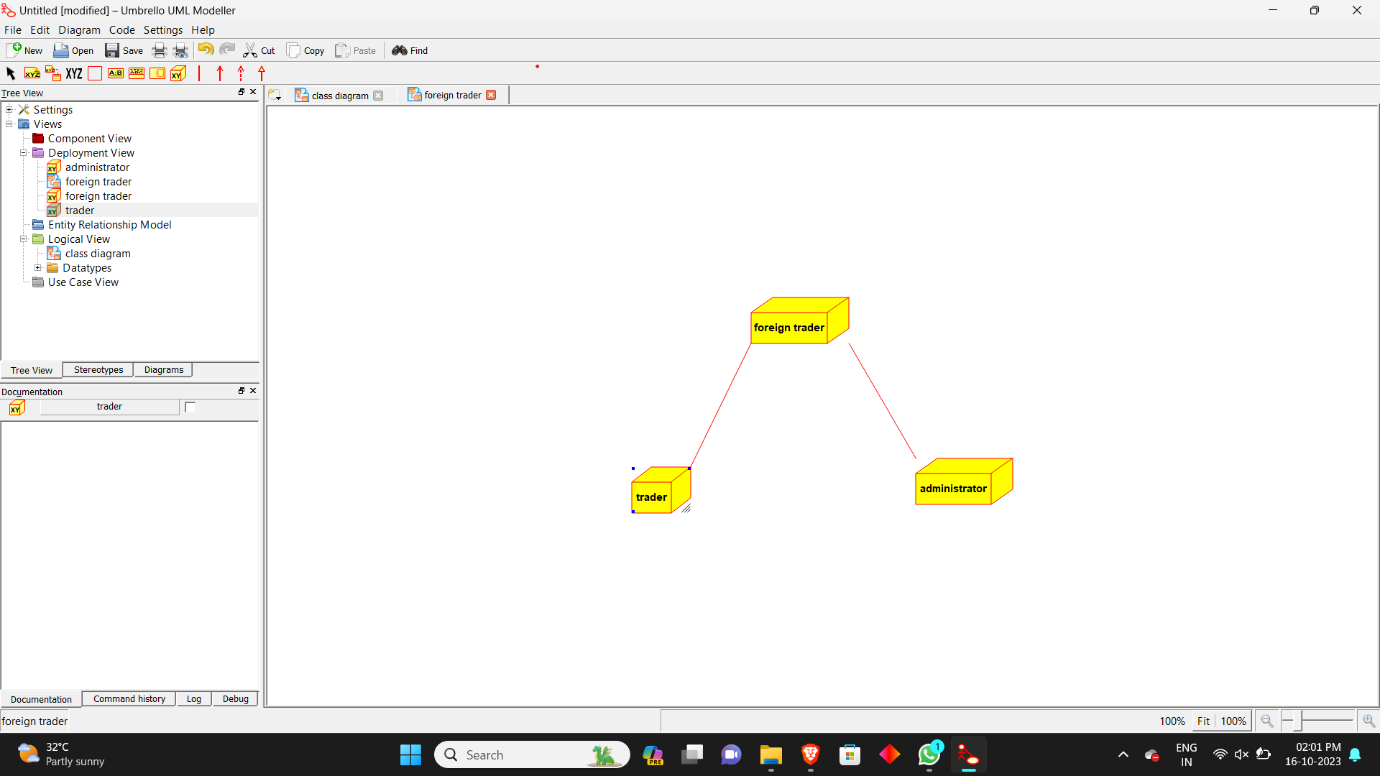 Untitled [modified] – Umbrello UML Modeller
File Edit Diagram Code Settings Help
New Open Save Cut Copy Paste Find
XYZ
Tree View
class diagram
foreign trader
Settings
Views
Component View
Deployment View
administrator
foreign trader
foreign trader
trader
Entity Relationship Model
Logical View
class diagram
Datatypes
Use Case View
foreign trader
trader
administrator
Tree View Stereotypes Diagrams
Documentation
trader
Documentation Command history Log Debug
foreign trader
100% Fit 100%
32°C
Partly sunny
Search
PRE
1
ENG
IN
02:01 PM
16-10-2023